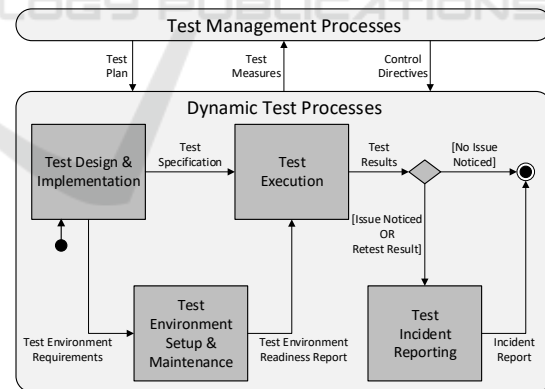 LOGY PUBLICATIONS
Test Management Processes
Test
Plan
Test
Measures
Control
Directives
Dynamic Test Processes
Test Design &
Implementation
Test
Specification
Test
Execution
Test
Results
[No Issue
Noticed]
[Issue Noticed
OR
Retest Result]
Test
Environment
Setup &
Maintenance
Test
Incident
Reporting
Test Environment
Requirements
Test Environment
Readiness Report
Incident
Report